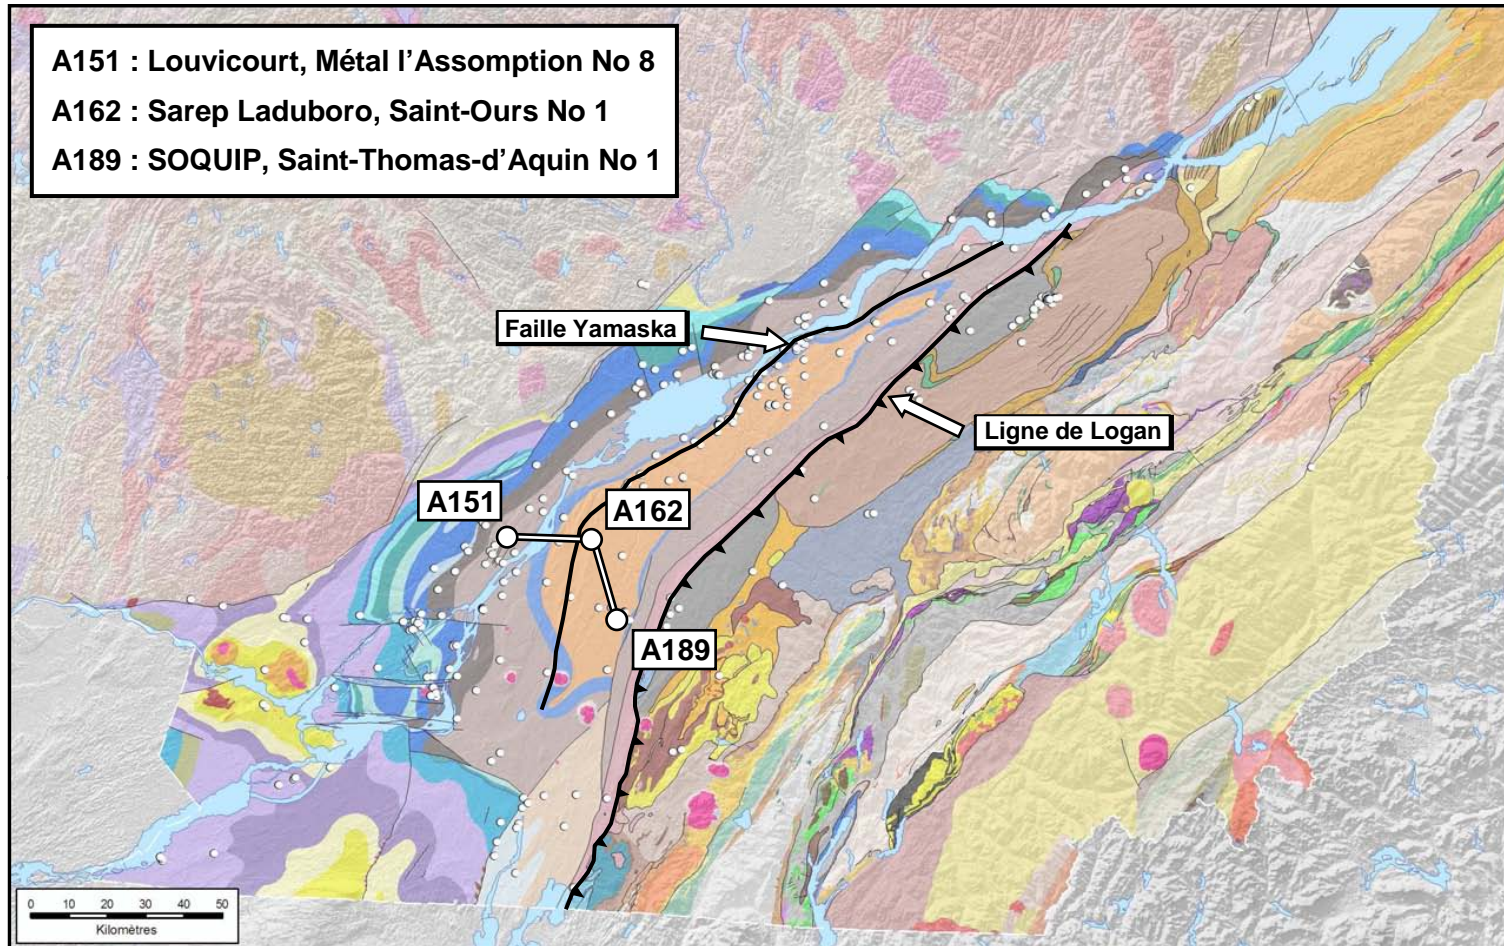 A151 : Louvicourt, Métal l’Assomption No 8
A162 : Sarep Laduboro, Saint-Ours No 1
A189 : SOQUIP, Saint-Thomas-d’Aquin No 1
Faille Yamaska
Ligne de Logan
A151
A162
A189
0 10 20 30 40 50
Kilomètres